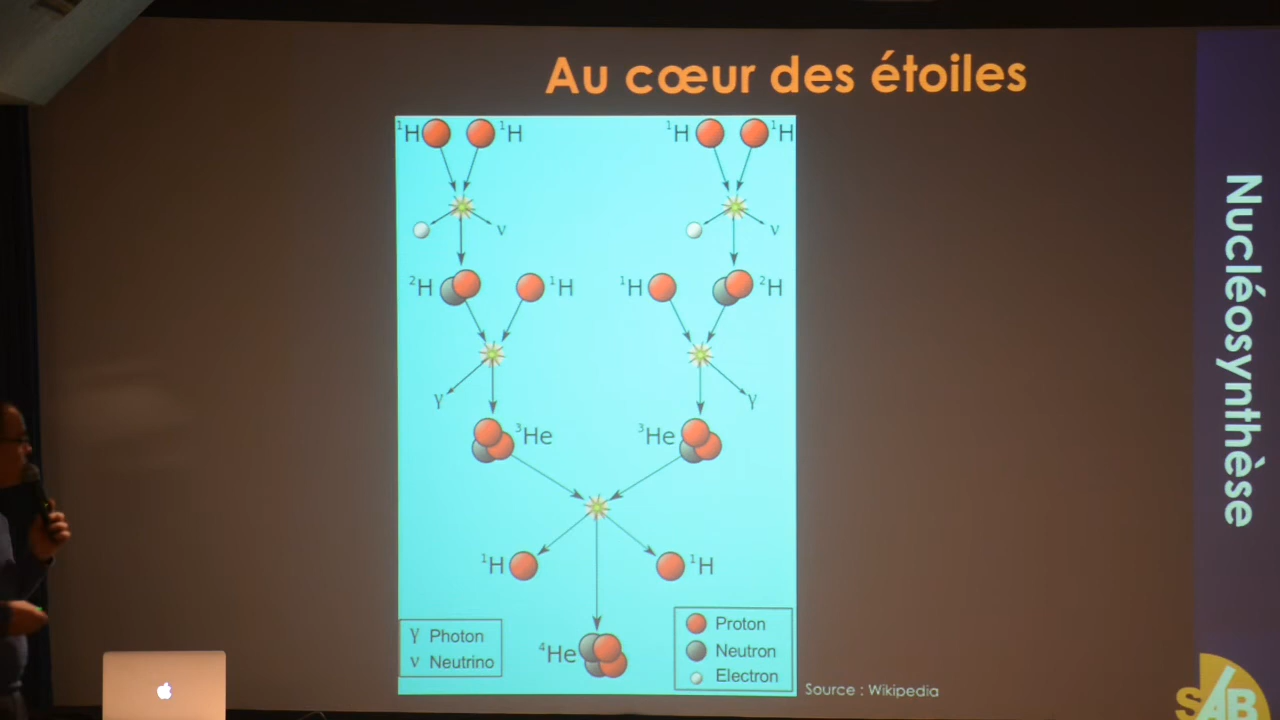 Au cœur des étoiles
¹H ¹H ¹H ¹H
ν ν
²H ¹H ¹H ²H
γ γ
³He ³He
¹H ¹H
⁴He
γ Photon
ν Neutrino
Proton
Neutron
Electron
Source : Wikipedia
Nucléosynthèse
SAB